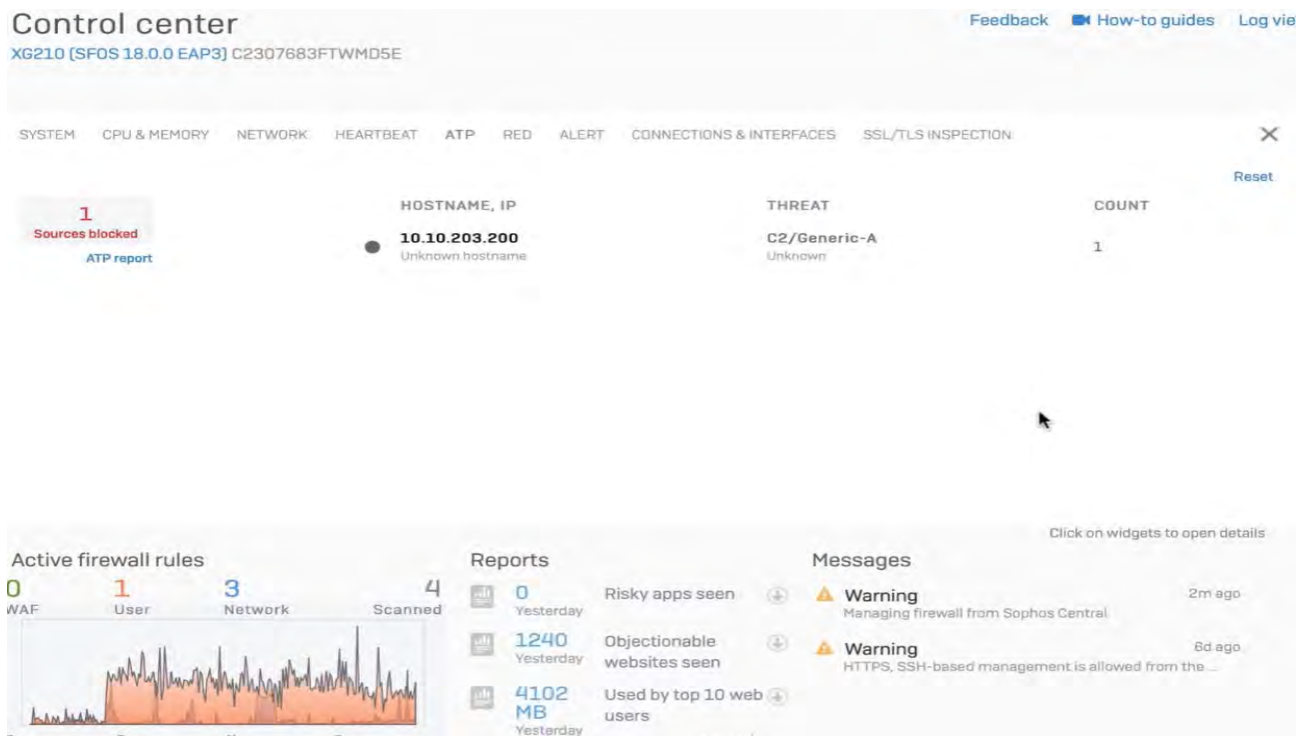 Control center
Feedback How-to guides Log vie
XG210 (SFOS 18.0.0 EAP3) C2307683FTWMD5E
SYSTEM CPU & MEMORY NETWORK HEARTBEAT ATP RED ALERT CONNECTIONS & INTERFACES SSL/TLS INSPECTION
Reset
1
Sources blocked
ATP report
HOSTNAME, IP THREAT COUNT
10.10.203.200 C2/Generic-A 1
Unknown hostname Unknown
Click on widgets to open details
Active firewall rules
0 1 3 4
WAF User Network Scanned
Reports
0 Risky apps seen
Yesterday
1240 Objectionable
Yesterday websites seen
4102 Used by top 10 web
MB users
Yesterday
Messages
Warning 2m ago
Managing firewall from Sophos Central
Warning 6d ago
HTTPS, SSH-based management is allowed from the ...